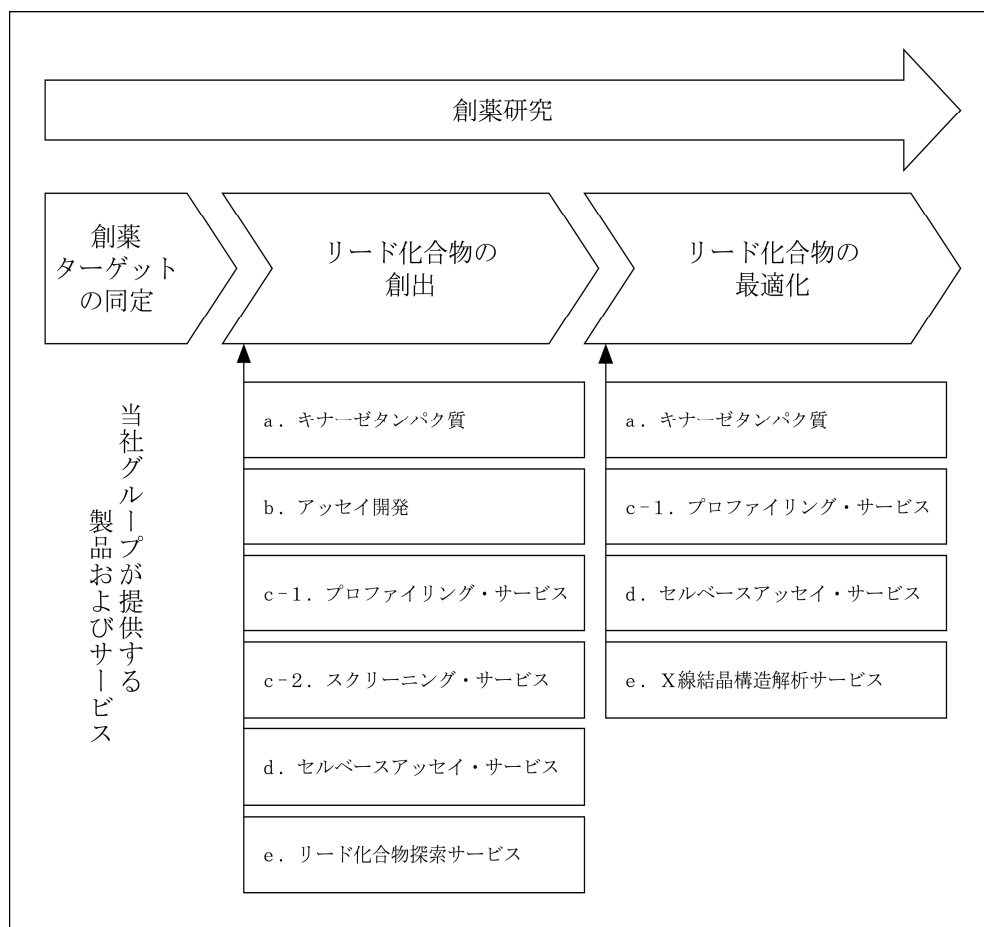 創薬研究
創薬
ターゲット
の同定
リード化合物の
創出
リード化合物の
最適化
当社グループが提供する
製品およびサービス
a．キナーゼタンパク質
b．アッセイ開発
c-1．プロファイリング・サービス
c-2．スクリーニング・サービス
d．セルベースアッセイ・サービス
e．リード化合物探索サービス
a．キナーゼタンパク質
c-1．プロファイリング・サービス
d．セルベースアッセイ・サービス
e．Ｘ線結晶構造解析サービス